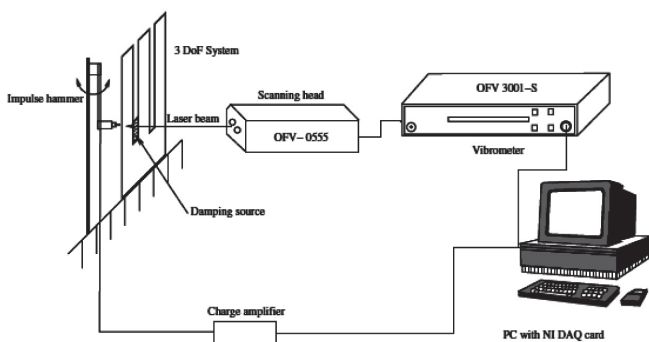 3 DoF System
OFV 3001-S
Scanning head
Impulse hammer
Laser beam
OFV- 0555
Vibrometer
Damping source
Charge amplifier
PC with NI DAQ card